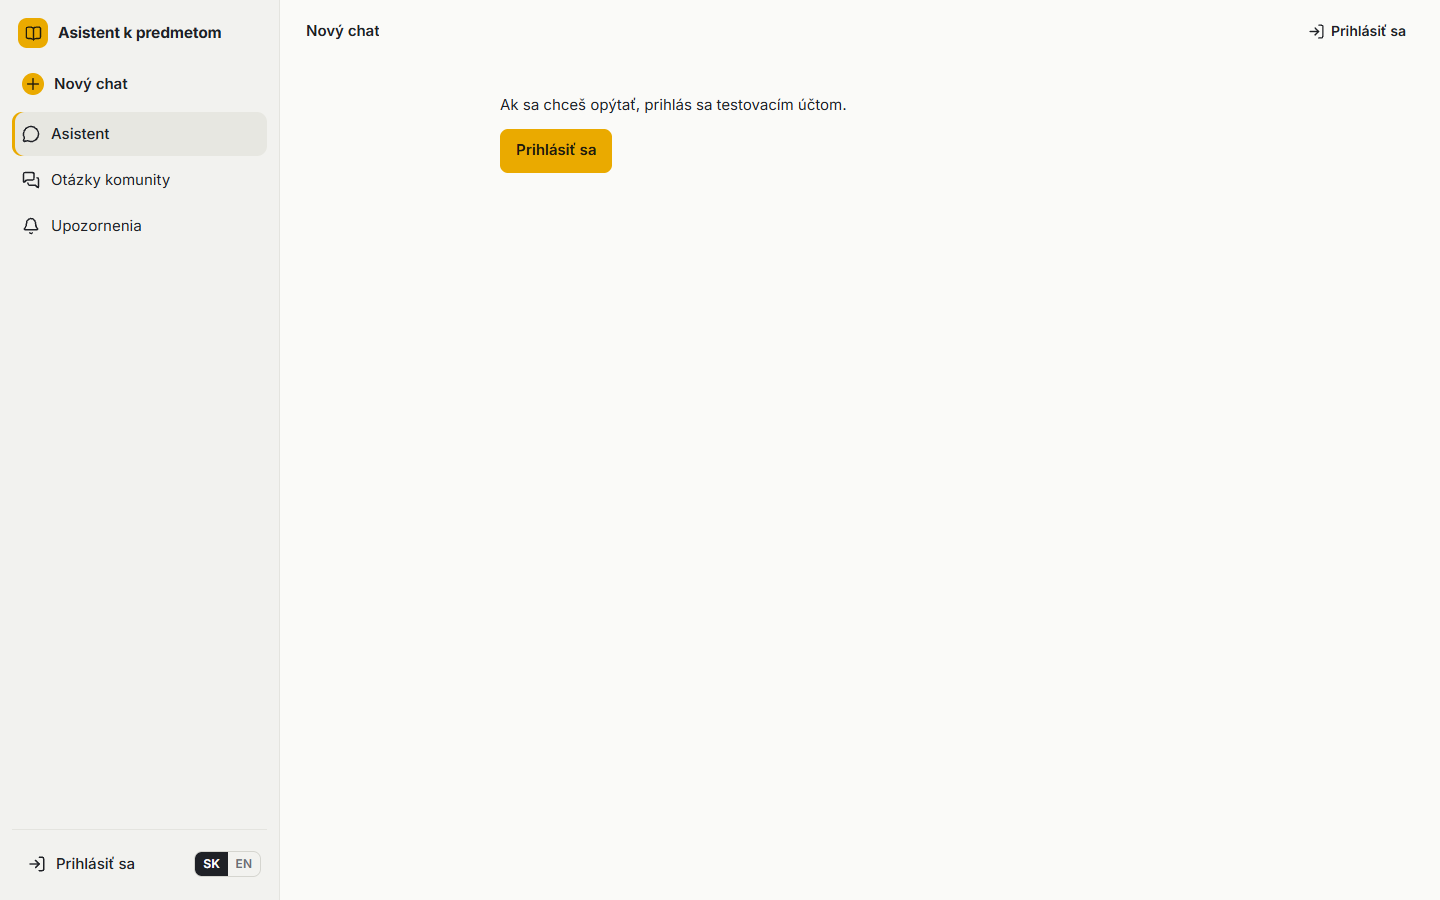 Asistent k predmetom
Nový chat
Asistent
Otázky komunity
Upozornenia
Prihlásiť sa
SK EN
Nový chat
Prihlásiť sa
Ak sa chceš opýtať, prihlás sa testovacím účtom.
Prihlásiť sa